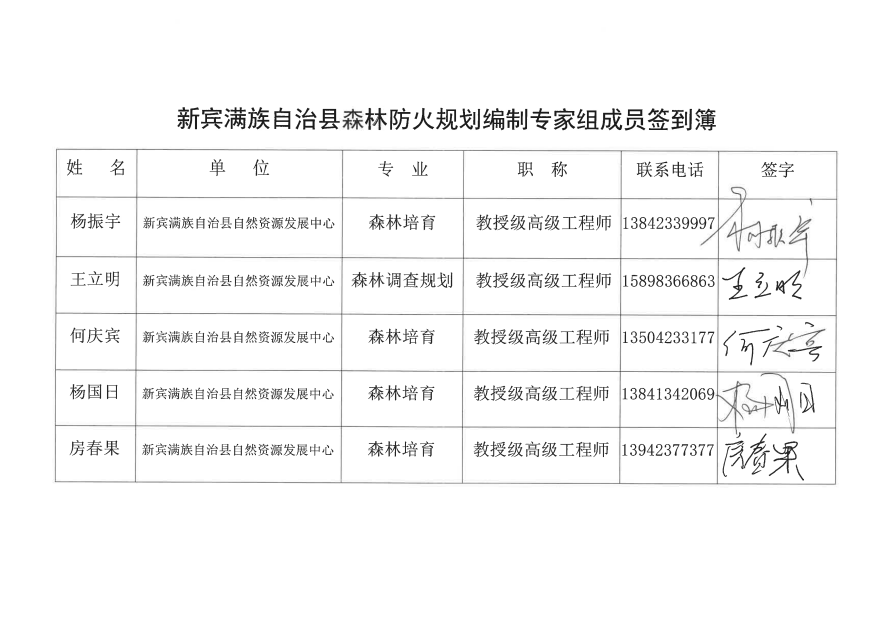 新宾满族自治县森林防火规划编制专家组成员签到簿
姓 名 单 位 专 业 职 称 联系电话 签字
杨振宇 新宾满族自治县自然资源发展中心 森林培育 教授级高级工程师 13842339997 杨振宇
王立明 新宾满族自治县自然资源发展中心 森林调查规划 教授级高级工程师 15898366863 王立明
何庆宾 新宾满族自治县自然资源发展中心 森林培育 教授级高级工程师 13504233177 何庆宾
杨国日 新宾满族自治县自然资源发展中心 森林培育 教授级高级工程师 13841342069 杨国日
房春果 新宾满族自治县自然资源发展中心 森林培育 教授级高级工程师 13942377377 房春果